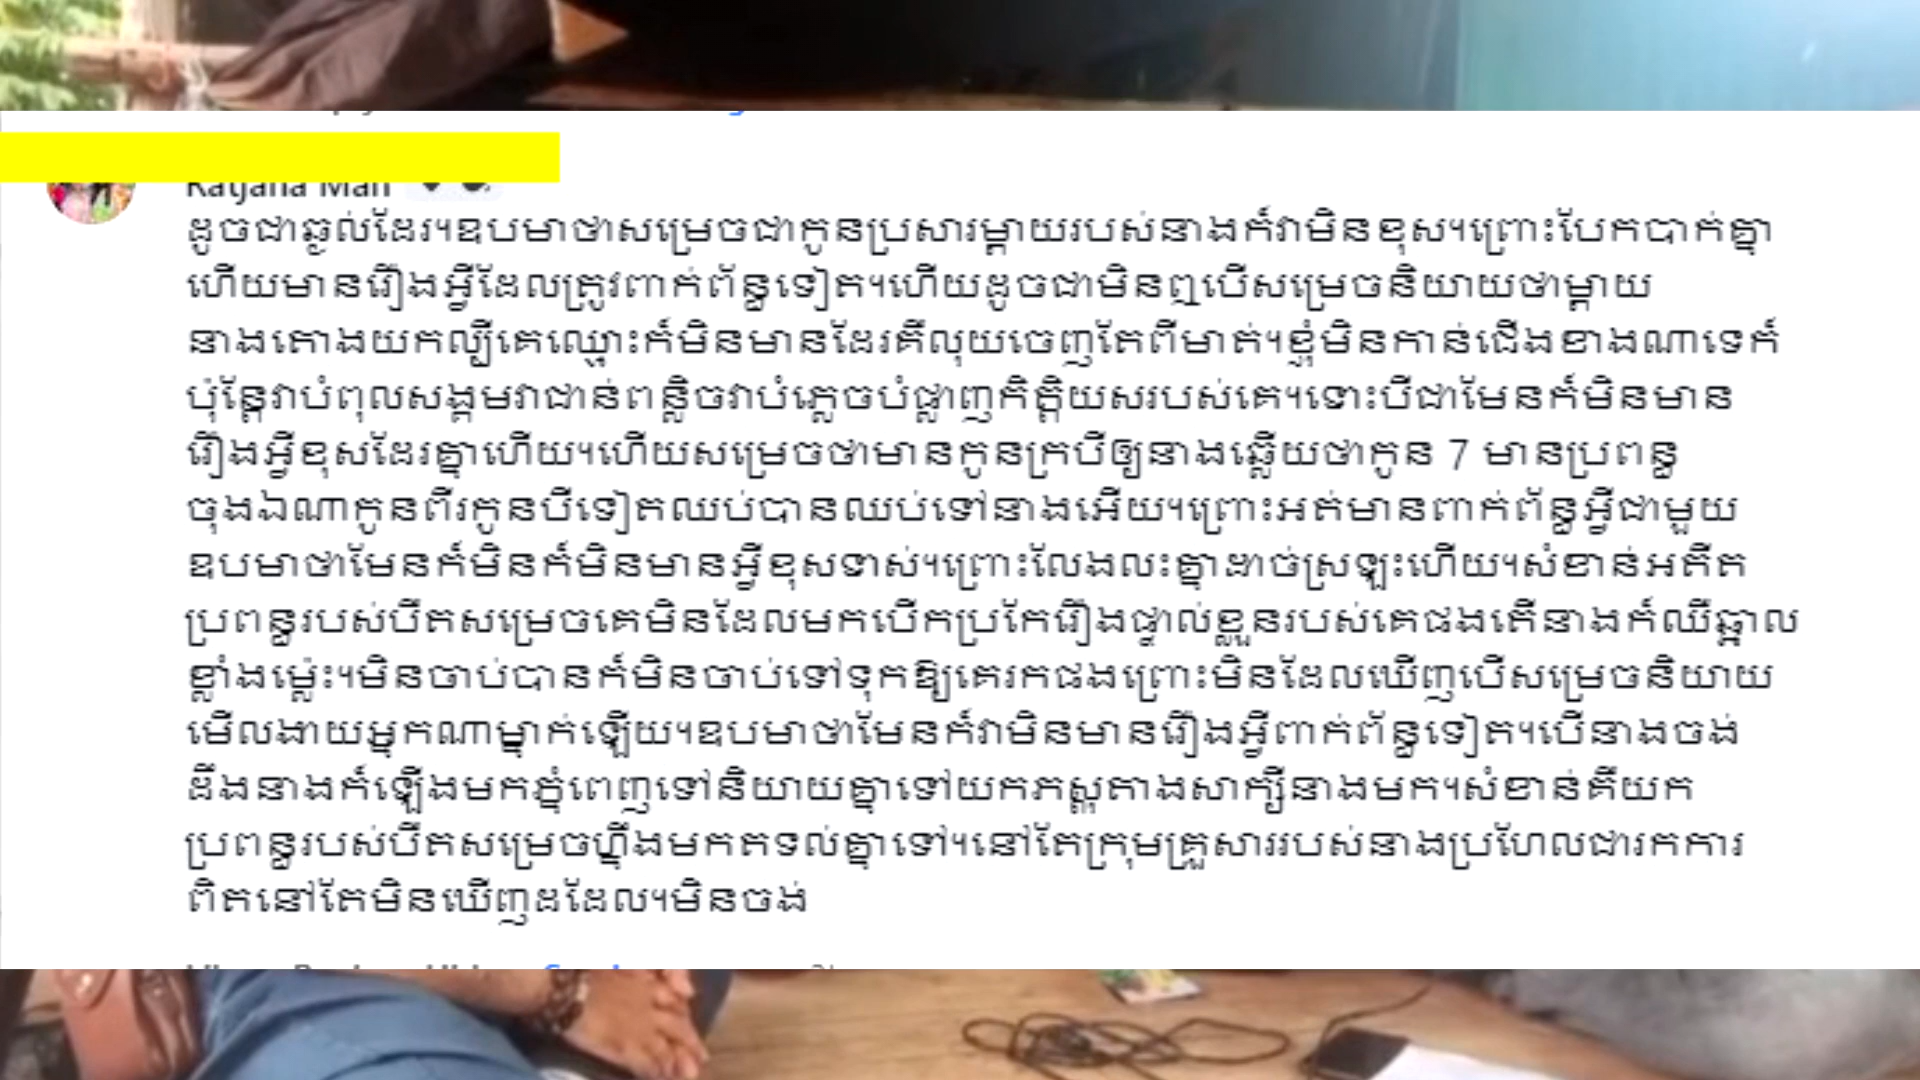 Ratjana Man
ដូចជាឆ្ងល់ដែរ។ឧបមាថាសម្រេចជាកូនប្រសារម្តាយរបស់នាងក៏វាមិនខុស។ព្រោះបែកបាក់គ្នា
ហើយមានរឿងអ្វីដែលត្រូវពាក់ព័ន្ធទៀត។ហើយដូចជាមិនឮបើសម្រេចនិយាយថាម្តាយ
នាងតោងយកល្បីគេឈ្មោះក៏មិនមានដែរគឺលុយចេញតែពីមាត់។ខ្ញុំមិនកាន់ជើងខាងណាទេក៏
ប៉ុន្តែវាបំពុលសង្គមវាជាន់ពន្លិចវាបំភ្លេចបំផ្លាញកិត្តិយសរបស់គេ។ទោះបីជាមែនក៏មិនមាន
រឿងអ្វីខុសដែរគ្នាហើយ។ហើយសម្រេចថាមានកូនក្របីឲ្យនាងឆ្លើយថាកូន 7 មានប្រពន្ធ
ចុងឯណាកូនពីរកូនបីទៀតឈប់បានឈប់ទៅនាងអើយ។ព្រោះអត់មានពាក់ព័ន្ធអ្វីជាមួយ
ឧបមាថាមែនក៏មិនក៏មិនមានអ្វីខុសទាស់។ព្រោះលែងលះគ្នាដាច់ស្រឡះហើយ។សំខាន់អតីត
ប្រពន្ធរបស់បឹតសម្រេចគេមិនដែលមកបើកប្រកែរឿងផ្ទាល់ខ្លួនរបស់គេផងតើនាងក៏ឈឺឆ្អាល
ខ្លាំងម្ល៉េះ។មិនចាប់បានក៏មិនចាប់ទៅទុកឱ្យគេរកផងព្រោះមិនដែលឃើញបើសម្រេចនិយាយ
មើលងាយអ្នកណាម្នាក់ឡើយ។ឧបមាថាមែនក៏វាមិនមានរឿងអ្វីពាក់ព័ន្ធទៀត។បើនាងចង់
ដឹងនាងក៏ឡើងមកភ្នំពេញទៅនិយាយគ្នាទៅយកភស្តុតាងសាក្សីនាងមក។សំខាន់គឺយក
ប្រពន្ធរបស់បឹតសម្រេចហ្នឹងមកតទល់គ្នាទៅ។នៅតែក្រុមគ្រួសាររបស់នាងប្រហែលជារកការ
ពិតនៅតែមិនឃើញដដែល។មិនចង់